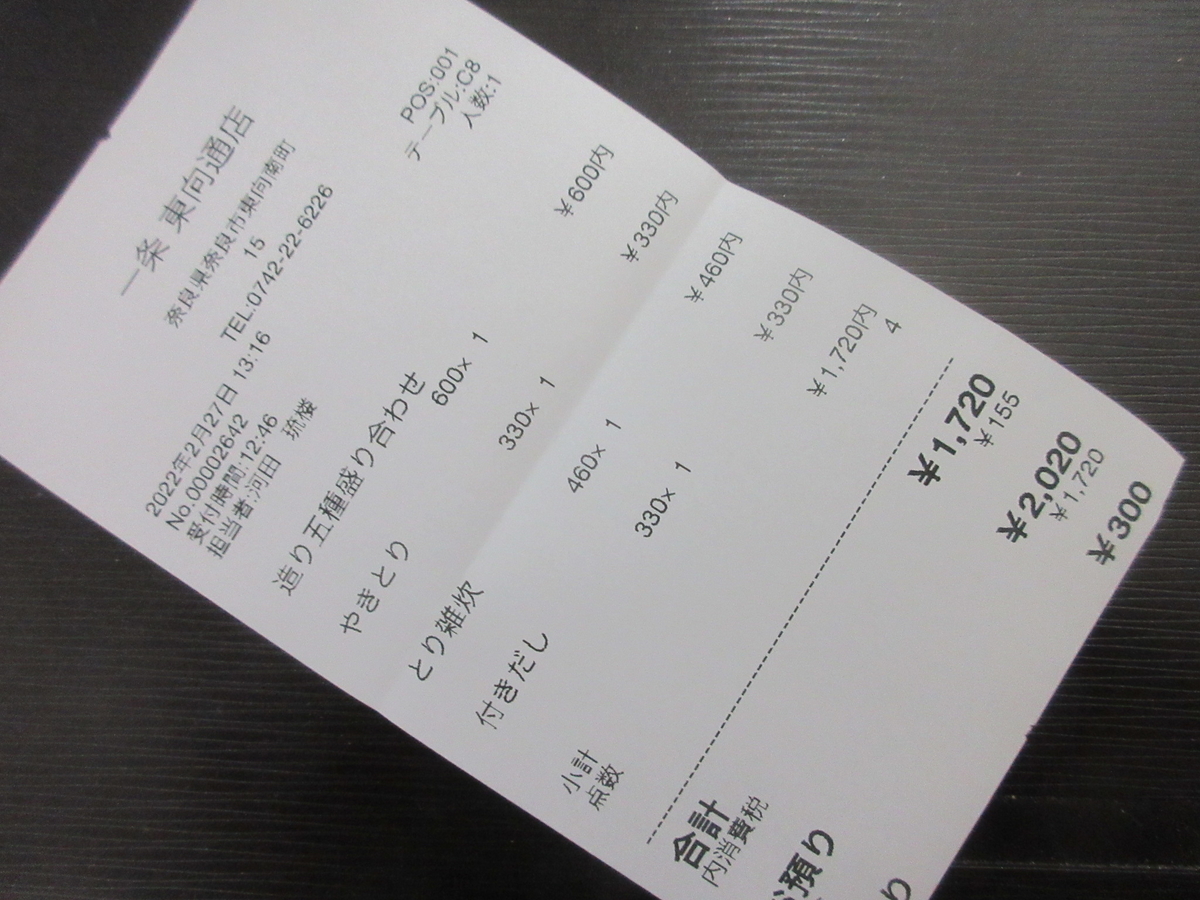 一条 東向通店
奈良県奈良市東向南町
15
TEL:0742-22-6226
2022年2月27日 13:16 POS:001
No.00002642 テーブル:C8
受付時間:12:46 人数:1
担当者:河田 琉楼
造り五種盛り合わせ
600x 1 ¥600内
やきとり
330x 1 ¥330内
とり雑炊
460x 1 ¥460内
付きだし
330x 1 ¥330内
小計 ¥1,720内
点数 4
合計 ¥1,720
内消費税 ¥155
預り ¥2,020
¥1,720
り ¥300